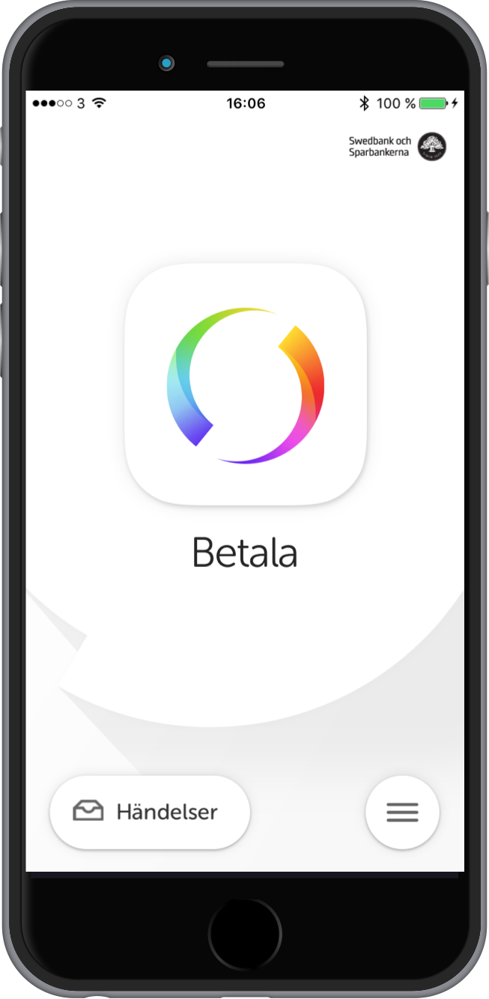 3
16:06
100 %
Swedbank och
Sparbankerna
Betala
Händelser